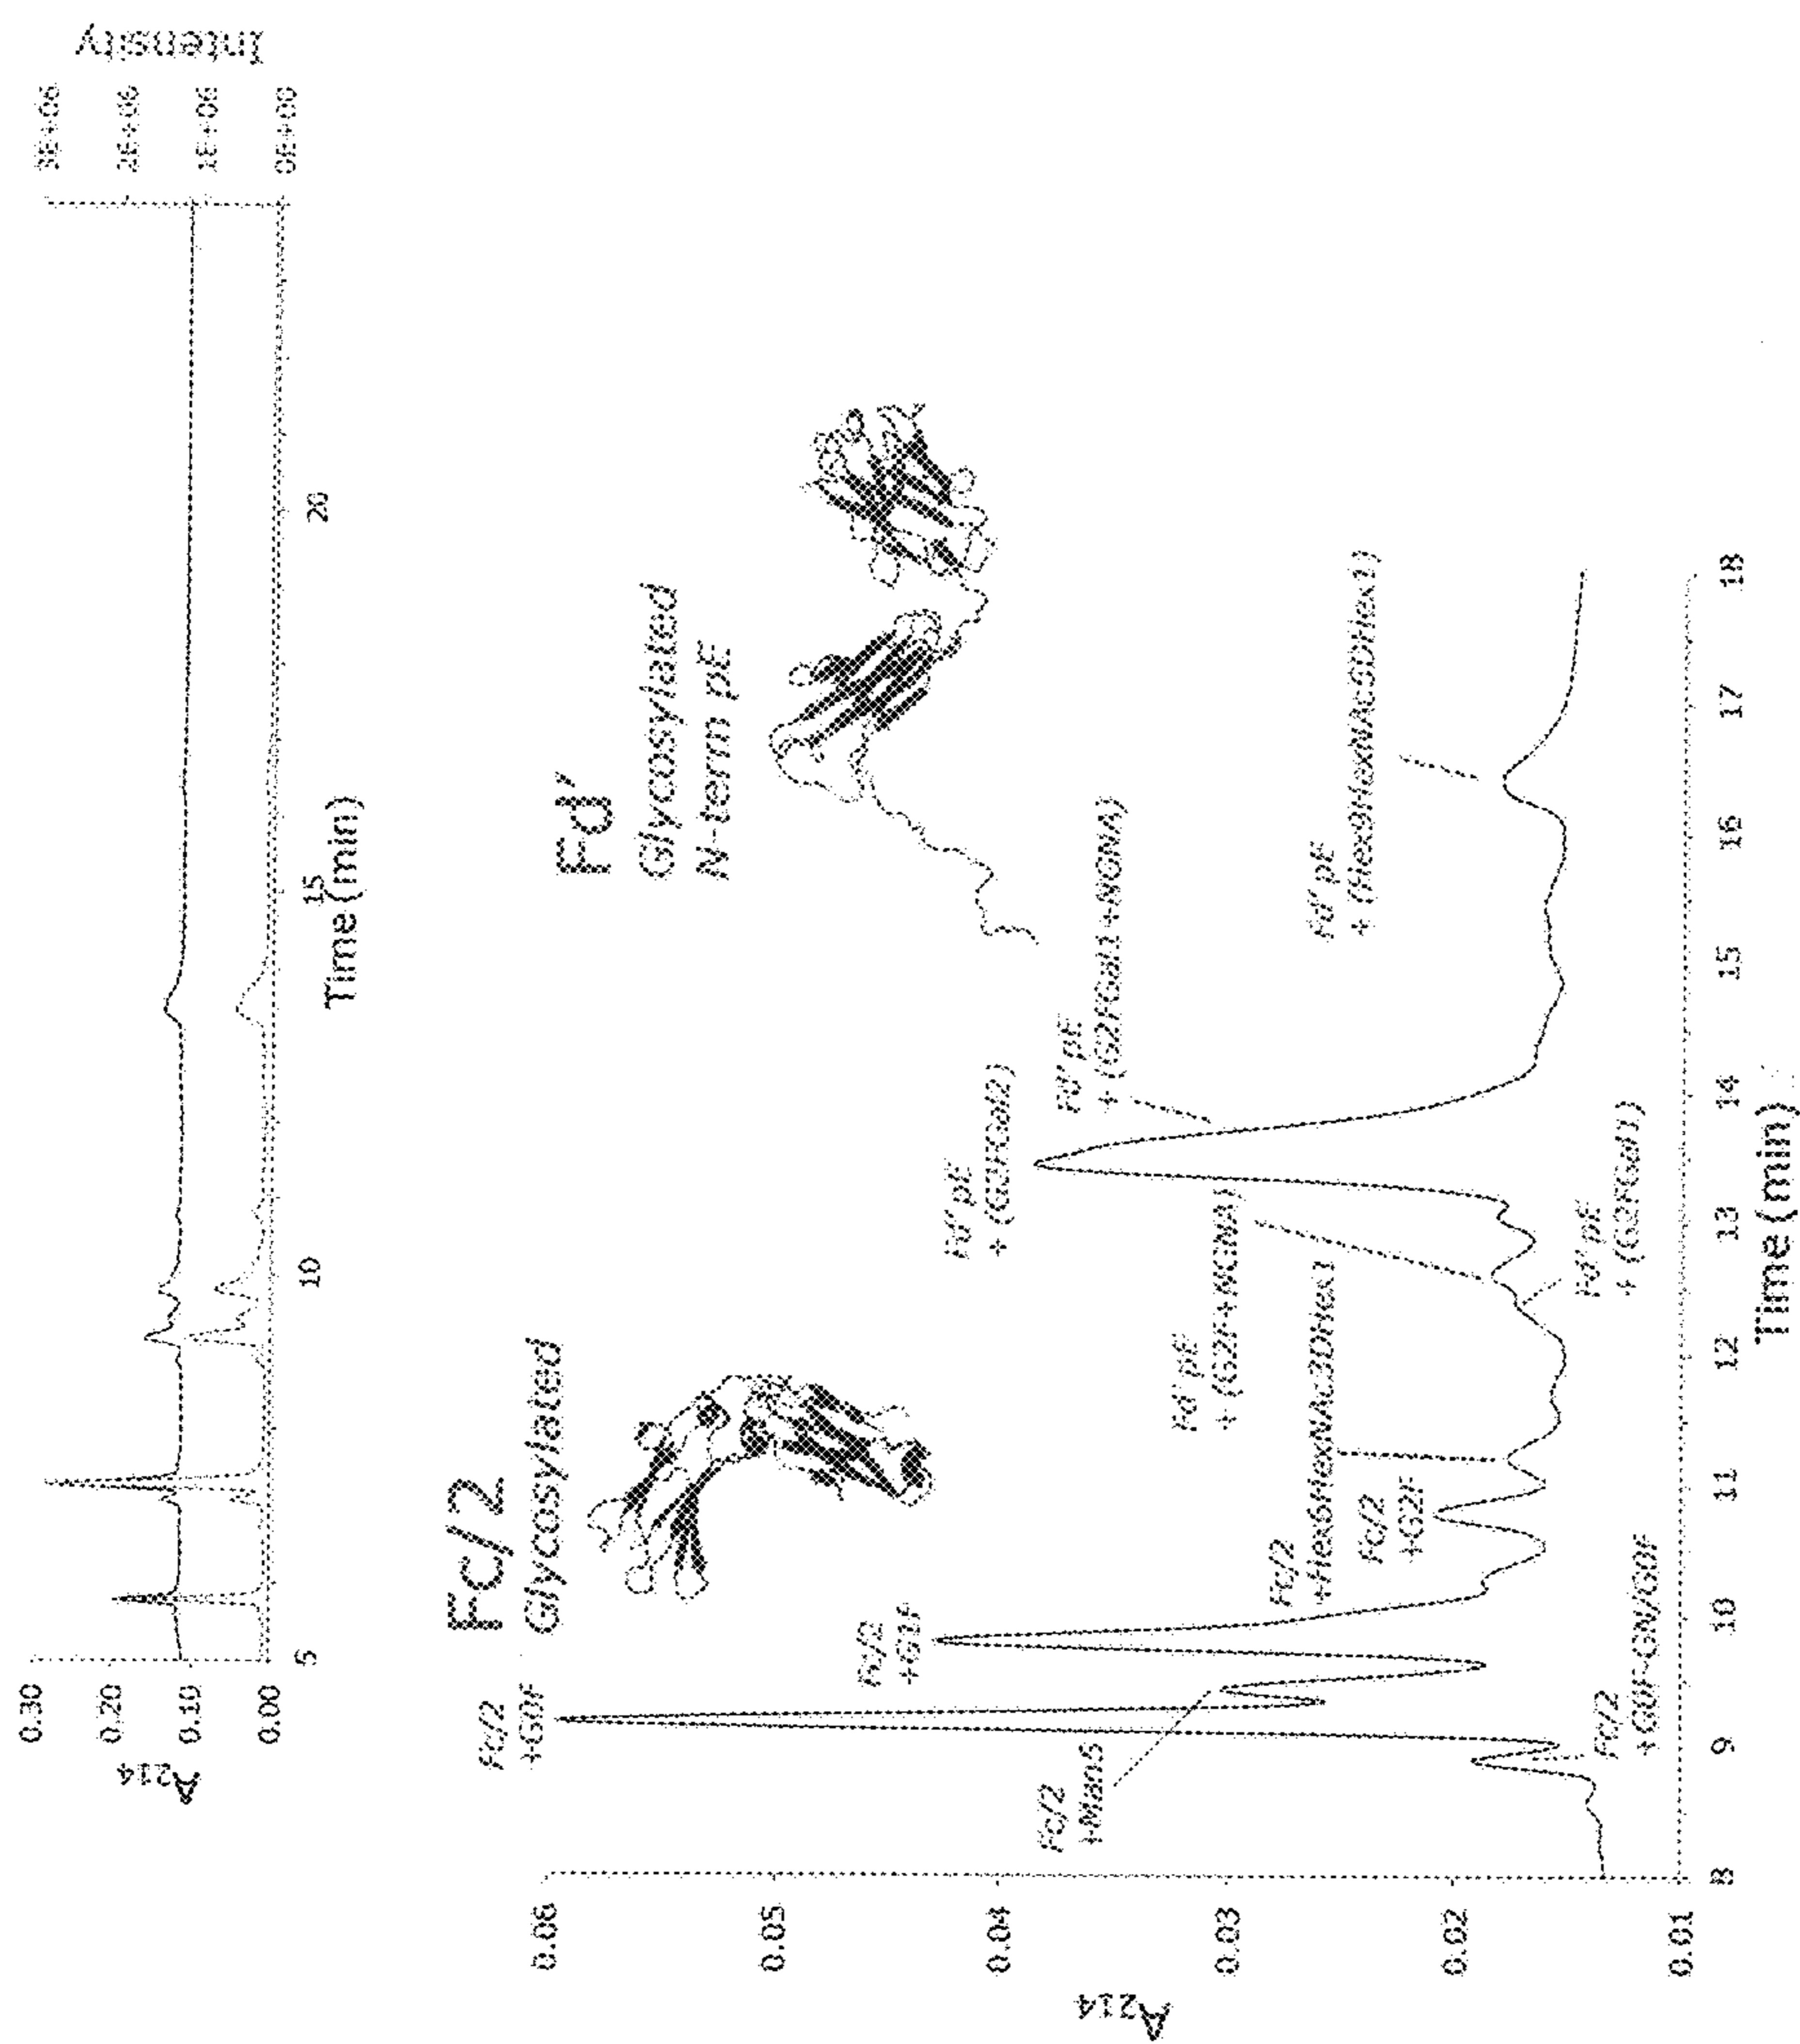 Intensity
3E+06
2E+06
1E+06
0E+00
0.30
0.20
0.10
0.00
A214
5
10
15
20
Time (min)
Fc/2
Glycosylated
Fd'
Glycosylated
N-term pE
Fc/2
+G0F
Fc/2
+G1F
Fc/2
+Man5
Fc/2
+Hex6HexNAc3DHex1
Fc/2
+G2F
Fc/2
+G0F-GN/G0F
Fd' pE
+ (G2F+NGNA)
Fd' pE
+ (G2FGal2)
Fd' pE
+ (G2FGal1+NGNA)
Fd' pE
+ (G2FGal1)
Fd' pE
0.06
0.05
0.04
0.03
0.02
0.01
A214
8
9
10
11
12
13
14
15
16
17
18
Time (min)